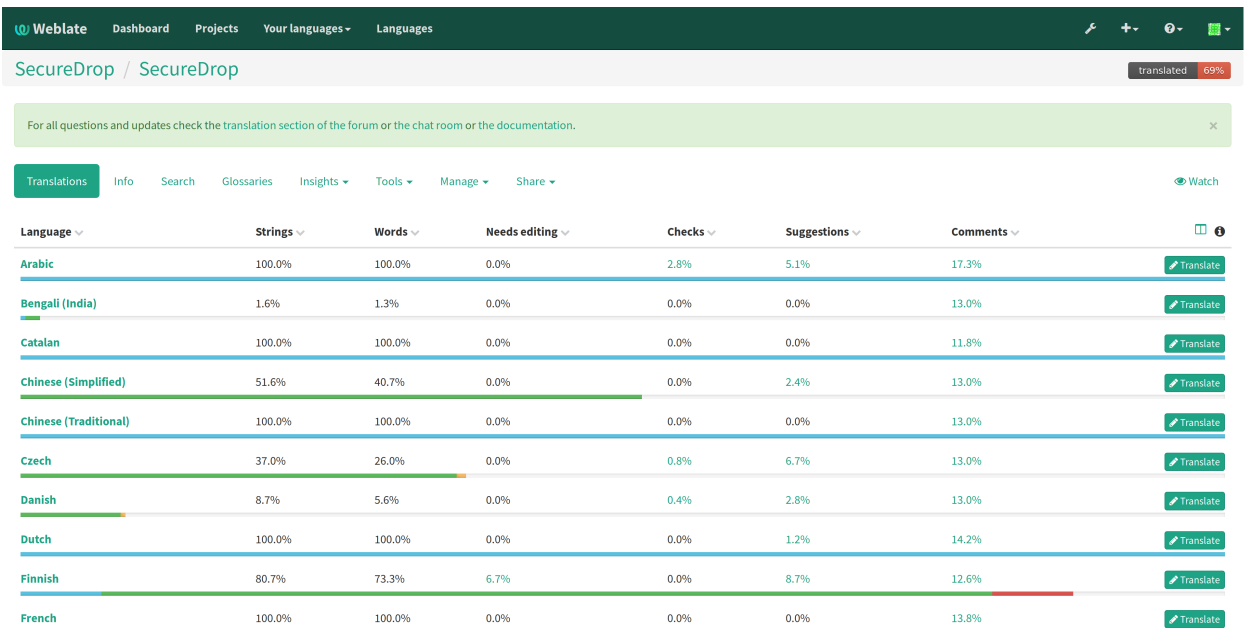 Weblate Dashboard Projects Your languages Languages
SecureDrop / SecureDrop translated 69%
For all questions and updates check the translation section of the forum or the chat room or the documentation. ×
Translations Info Search Glossaries Insights Tools Manage Share Watch
Language Strings Words Needs editing Checks Suggestions Comments
Arabic 100.0% 100.0% 0.0% 2.8% 5.1% 17.3% Translate
Bengali (India) 1.6% 1.3% 0.0% 0.0% 0.0% 13.0% Translate
Catalan 100.0% 100.0% 0.0% 0.0% 0.0% 11.8% Translate
Chinese (Simplified) 51.6% 40.7% 0.0% 0.0% 2.4% 13.0% Translate
Chinese (Traditional) 100.0% 100.0% 0.0% 0.0% 0.0% 13.0% Translate
Czech 37.0% 26.0% 0.0% 0.8% 6.7% 13.0% Translate
Danish 8.7% 5.6% 0.0% 0.4% 2.8% 13.0% Translate
Dutch 100.0% 100.0% 0.0% 0.0% 1.2% 14.2% Translate
Finnish 80.7% 73.3% 6.7% 0.0% 8.7% 12.6% Translate
French 100.0% 100.0% 0.0% 0.0% 0.0% 13.8% Translate